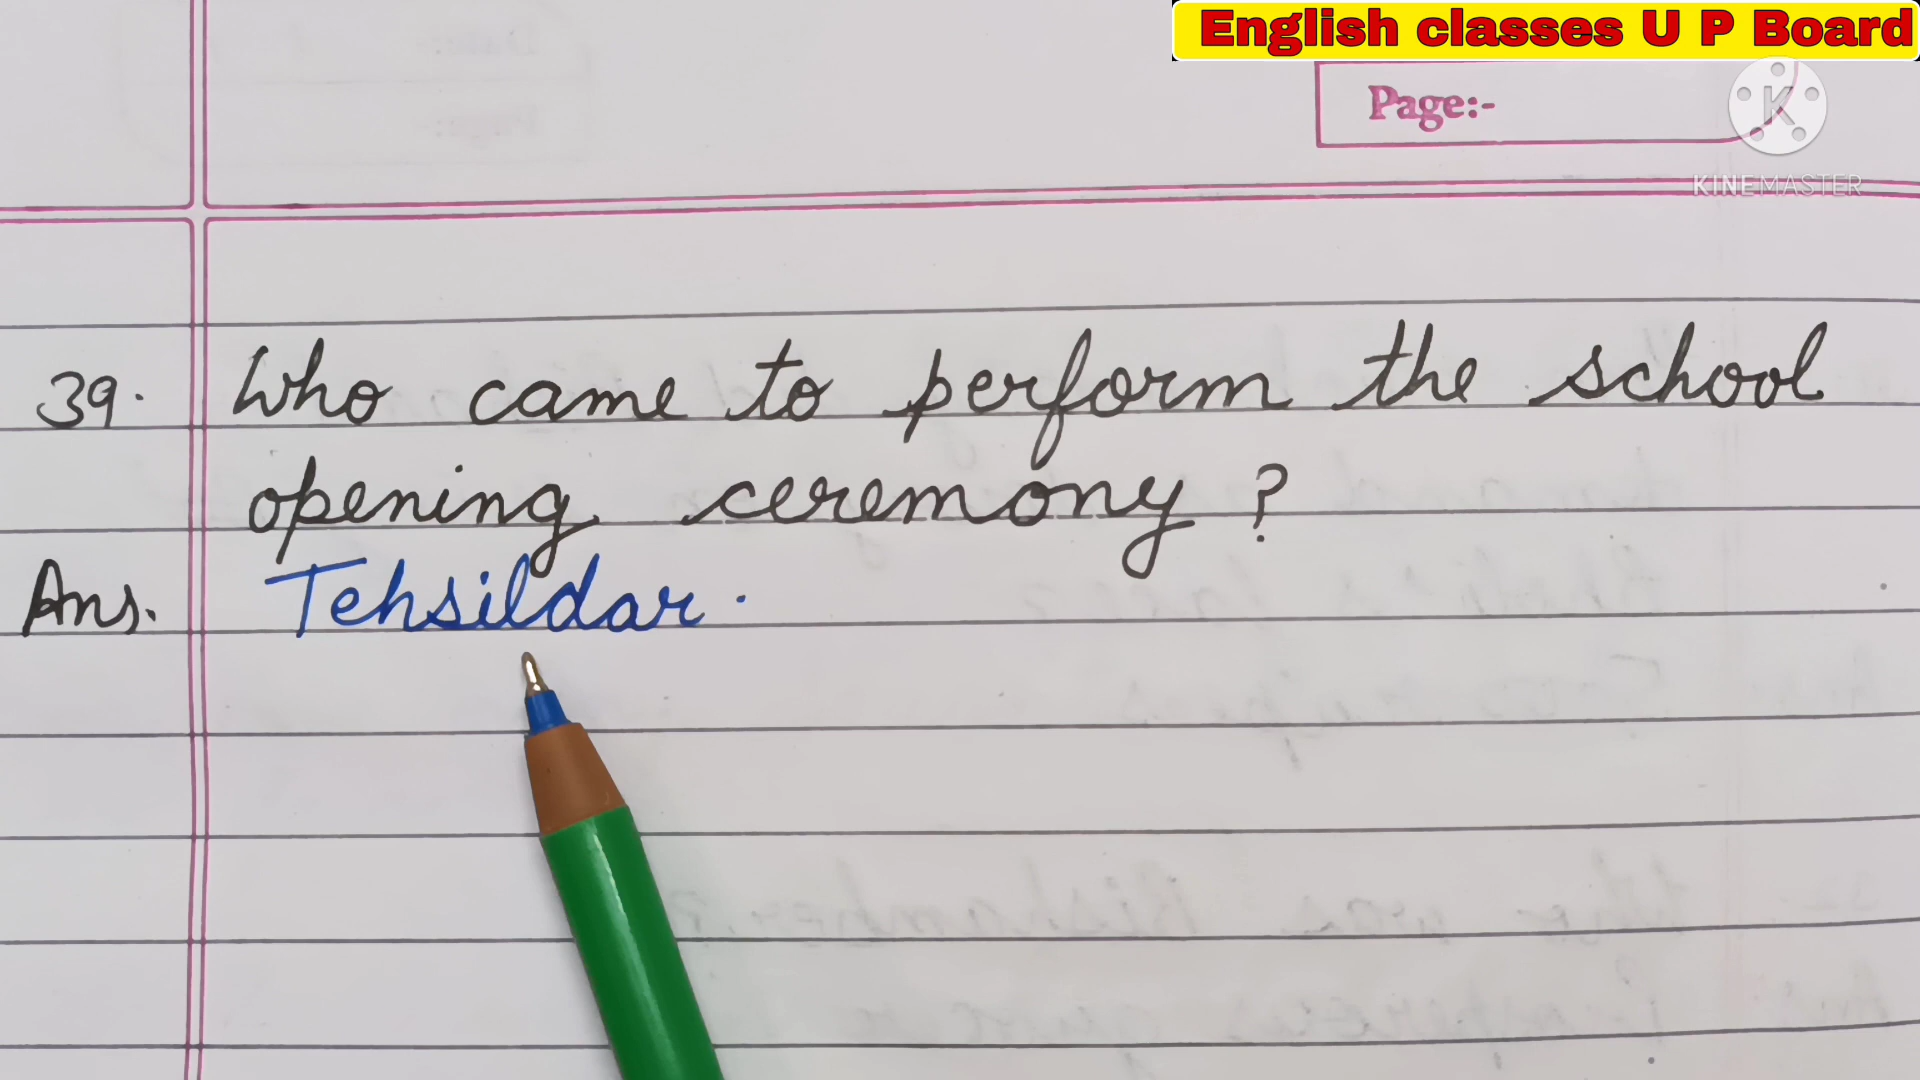 English classes U P Board
Page:-
KINEMASTER
39. Who came to perform the school
opening ceremony ?
Ans. Tehsildar.